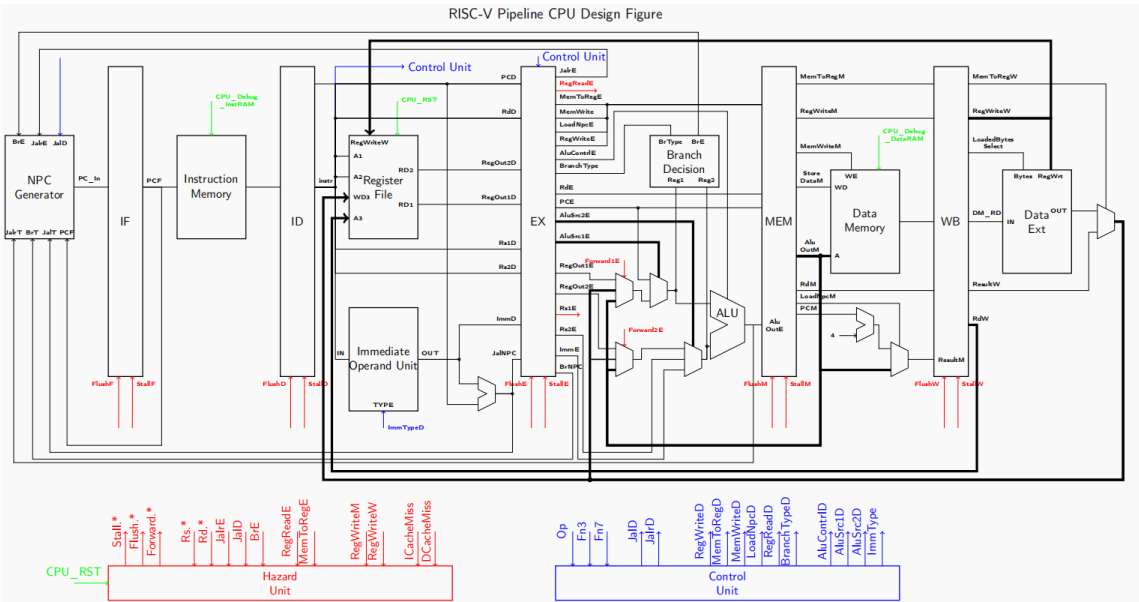 RISC-V Pipeline CPU Design Figure
BrE JalrE JalD
NPC
Generator
JalrT BrT JalT PCF
PC_In
IF
FlushF StallF
PCF
CPU_Debug
_InstRAM
Instruction
Memory
ID
FlushD StallD
instr
Control Unit
CPU_RST
RegWriteW
A1
A2
WD3
A3
Register
File
RD2
RD1
IN
Immediate
Operand Unit
OUT
TYPE
ImmTypeD
PCD
RdD
RegOut2D
RegOut1D
Rs1D
Rs2D
ImmD
JalNPC
EX
FlushE StallE
Control Unit
JalrE
RegReadE
MemToRegE
MemWrite
LoadNpcE
RegWriteE
AluContrlE
BranchType
RdE
PCE
AluSrc2E
AluSrc1E
RegOut1E
RegOut2E
Rs1E
Rs2E
ImmE
BrNPC
BrType BrE
Branch
Decision
Reg1 Reg2
Forward1E
Forward2E
ALU
Alu
OutE
MEM
FlushM StallM
MemToRegM
RegWriteM
MemWriteM
Store
DataM
Alu
OutM
RdM
LoadNpcM
PCM
4
CPU_Debug
_DataRAM
WE
WD
Data
Memory
A
WB
ResultM
FlushW StallW
MemToRegW
RegWriteW
LoadedBytes
Select
DM_RD
ResultW
RdW
Bytes RegWrt
OUT
IN
Data
Ext
Stall.*
Flush.*
Forward.*
Rs.*
Rd.*
JalrE
JalD
BrE
RegReadE
MemToRegE
RegWriteM
RegWriteW
ICacheMiss
DCacheMiss
CPU_RST
Hazard
Unit
Op
Fn3
Fn7
JalD
JalrD
RegWriteD
MemToRegD
MemWriteD
LoadNpcD
RegReadD
BranchTypeD
AluContrlD
AluSrc1D
AluSrc2D
ImmType
Control
Unit